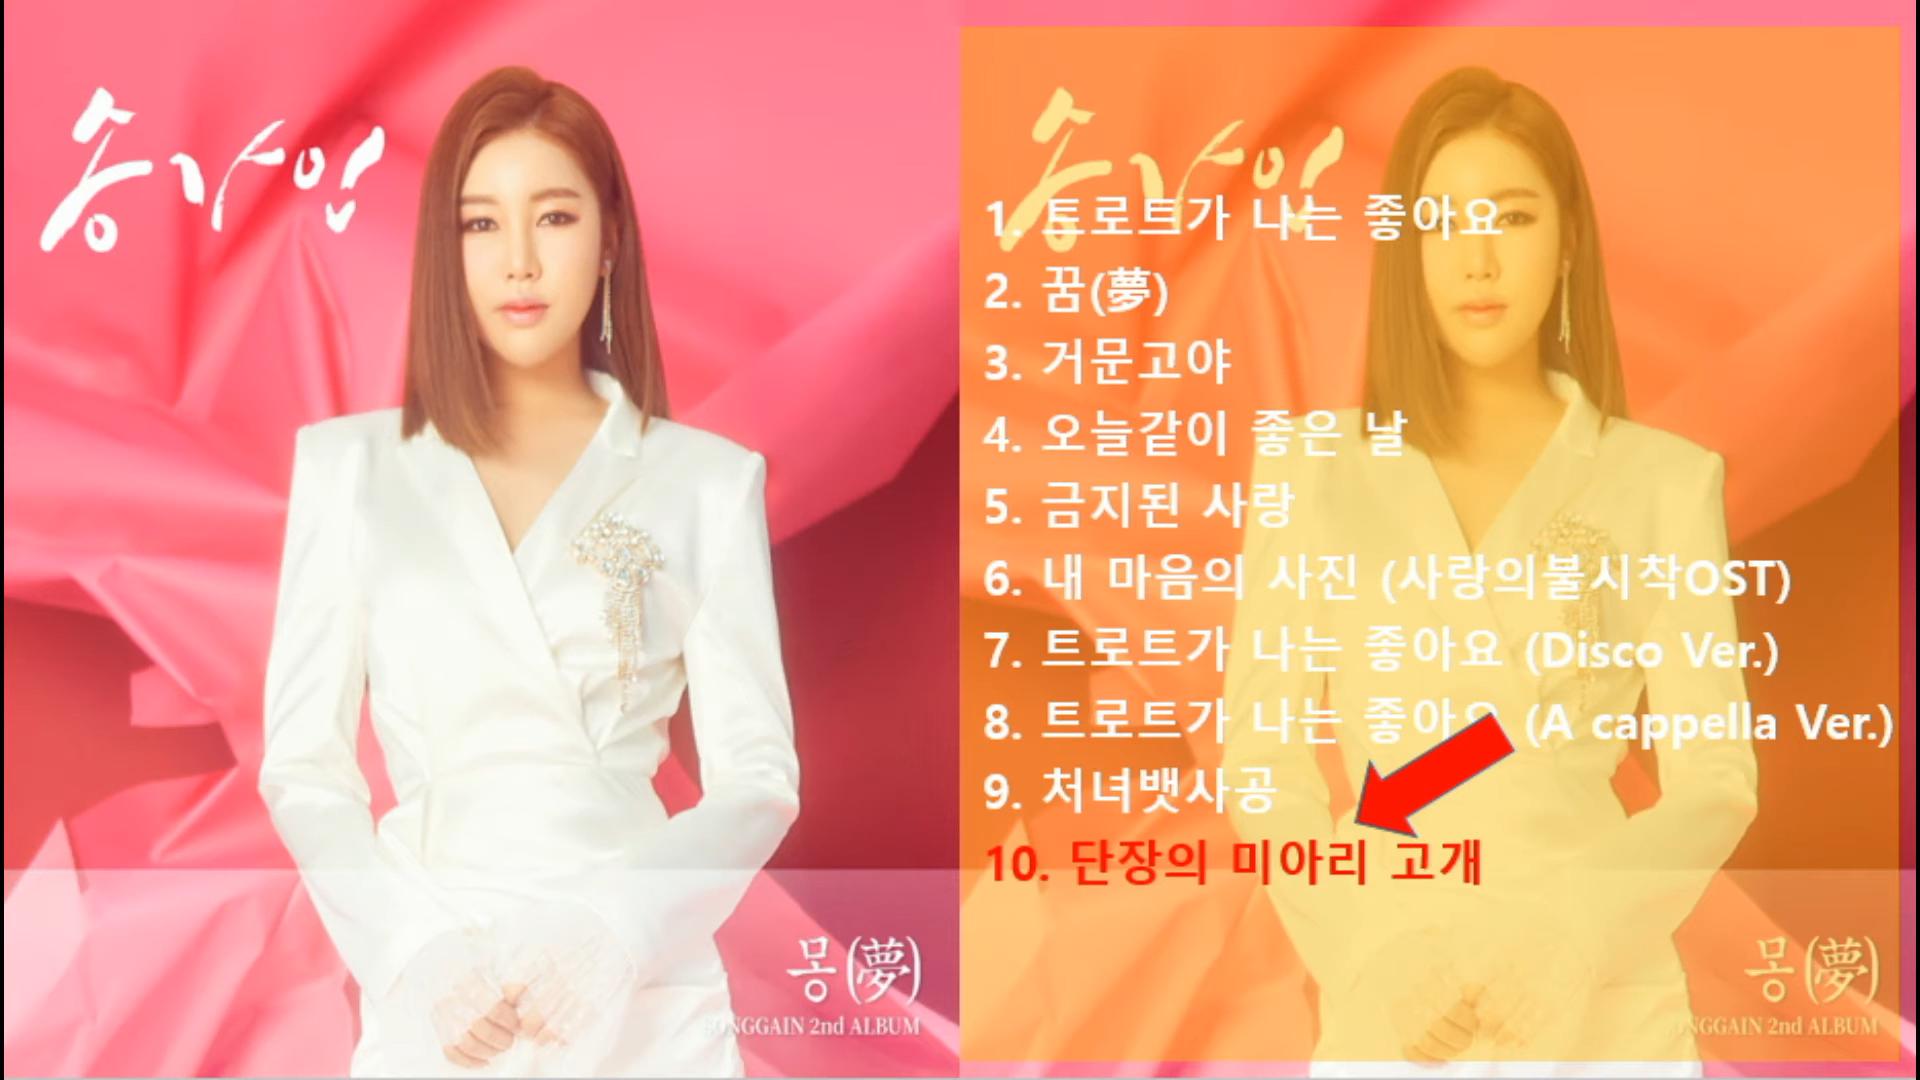 송가인
몽(夢)
SONGGAIN 2nd ALBUM
송가인
1. 트로트가 나는 좋아요
2. 꿈(夢)
3. 거문고야
4. 오늘같이 좋은 날
5. 금지된 사랑
6. 내 마음의 사진 (사랑의불시착OST)
7. 트로트가 나는 좋아요 (Disco Ver.)
8. 트로트가 나는 좋아요 (A cappella Ver.)
9. 처녀뱃사공
10. 단장의 미아리 고개
몽(夢)
SONGGAIN 2nd ALBUM